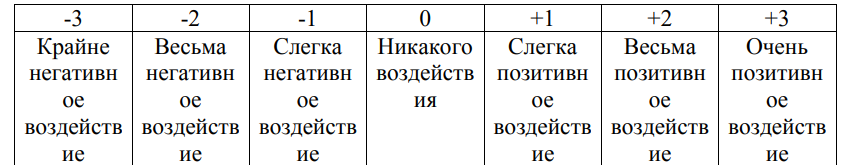 -3 -2 -1 0 +1 +2 +3
Крайне Весьма Слегка Никакого Слегка Весьма Очень
негативн негативн негативн воздейств позитивн позитивн позитивн
ое ое ое ия ое ое ое
воздейств воздейств воздейств воздейств воздейств воздейств
ие ие ие ие ие ие